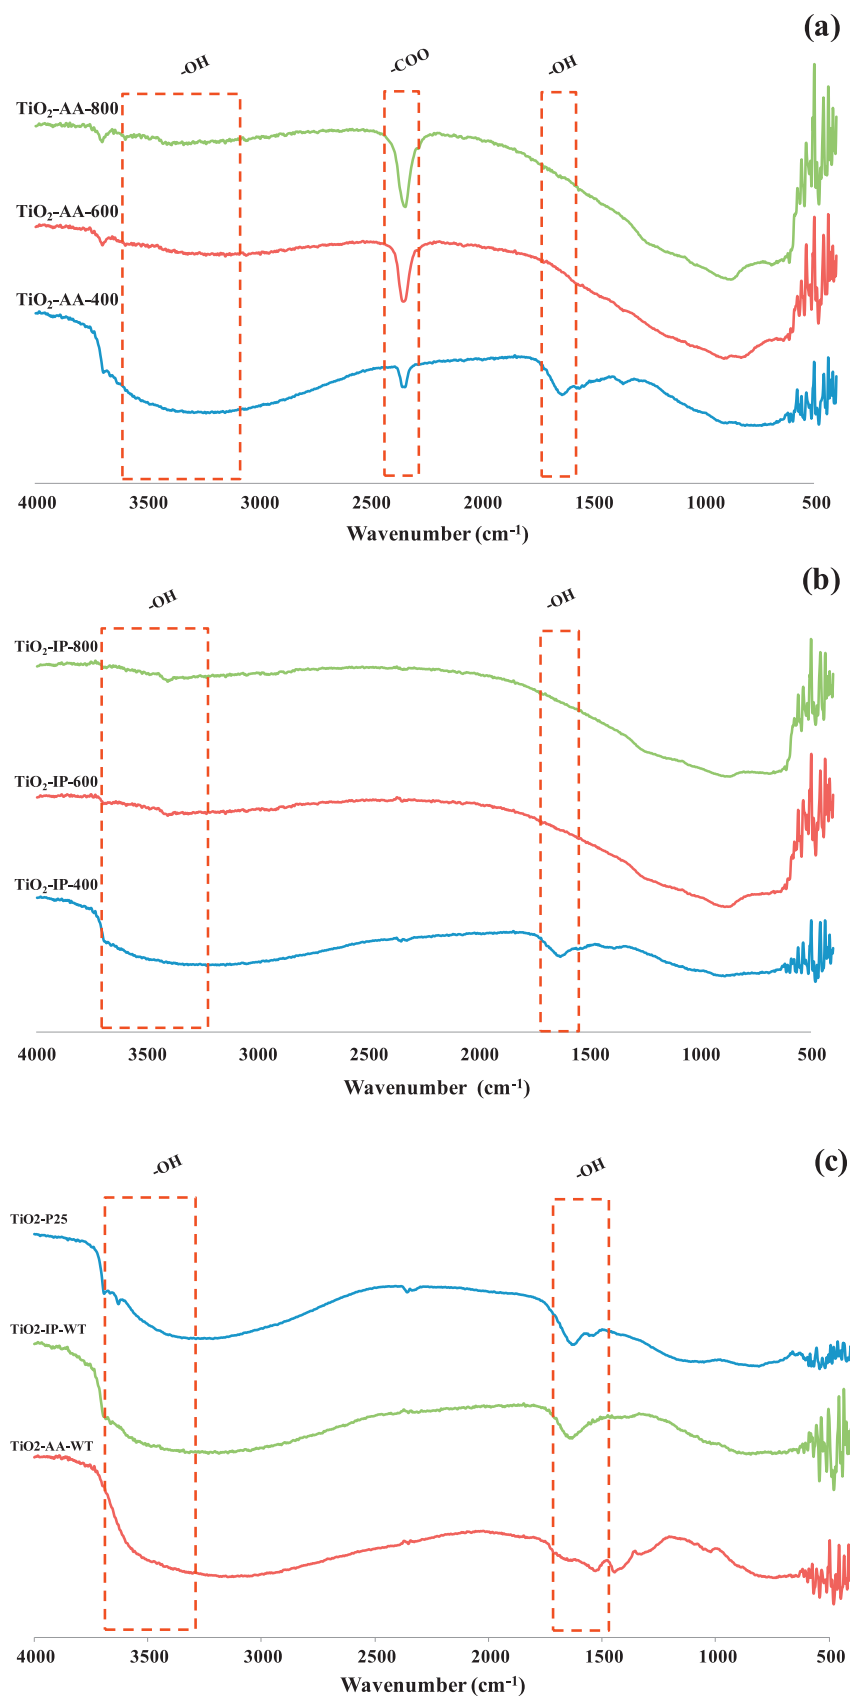 (a)
-OH
-COO
-OH
TiO₂-AA-800
TiO₂-AA-600
TiO₂-AA-400
4000 3500 3000 2500 2000 1500 1000 500
Wavenumber (cm⁻¹)
(b)
-OH
-OH
TiO₂-IP-800
TiO₂-IP-600
TiO₂-IP-400
4000 3500 3000 2500 2000 1500 1000 500
Wavenumber (cm⁻¹)
(c)
-OH
-OH
TiO2-P25
TiO2-IP-WT
TiO2-AA-WT
4000 3500 3000 2500 2000 1500 1000 500
Wavenumber (cm⁻¹)